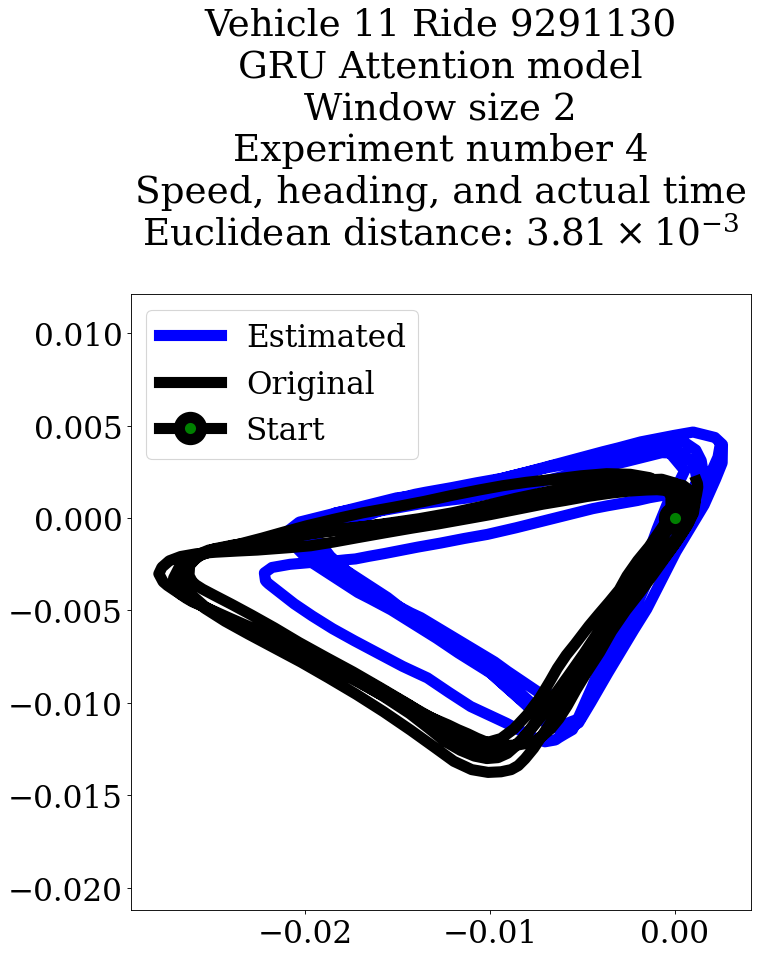 Vehicle 11 Ride 9291130
GRU Attention model
Window size 2
Experiment number 4
Speed, heading, and actual time
Euclidean distance: 3.81 × 10⁻³
Estimated
Original
Start
0.010
0.005
0.000
−0.005
−0.010
−0.015
−0.020
−0.02
−0.01
0.00